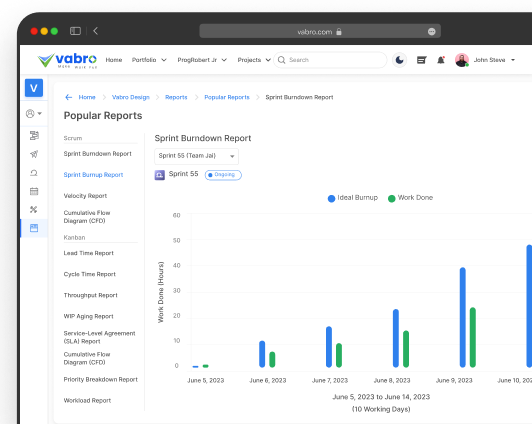 vabro.com
vabro
Home Portfolio ProgRobert Jr Projects Search John Steve
V
Home > Vabro Design > Reports > Popular Reports > Sprint Burndown Report
Popular Reports
Scrum
Sprint Burndown Report
Sprint Burnup Report
Velocity Report
Cumulative Flow
Diagram (CFD)
Kanban
Lead Time Report
Cycle Time Report
Throughput Report
WIP Aging Report
Service-Level Agreement
(SLA) Report
Cumulative Flow
Diagram (CFD)
Priority Breakdown Report
Workload Report
Sprint Burndown Report
Sprint 55 (Team Jai)
Sprint 55 Ongoing
Ideal Burnup Work Done
Work Done (Hours)
60
50
40
30
20
10
0
June 5, 2023 June 6, 2023 June 7, 2023 June 8, 2023 June 9, 2023 June 10, 202
June 5, 2023 to June 14, 2023
(10 Working Days)